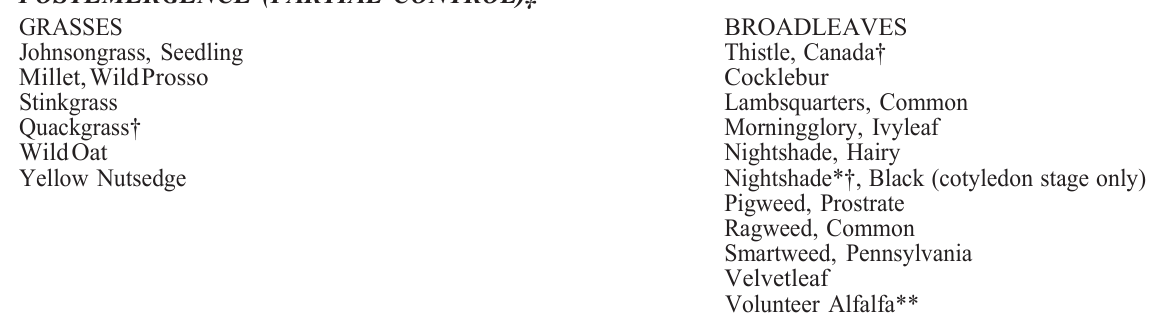 POSTEMERGENCE (PARTIAL CONTROL)‡
GRASSES
Johnsongrass, Seedling
Millet, Wild Prosso
Stinkgrass
Quackgrass†
Wild Oat
Yellow Nutsedge
BROADLEAVES
Thistle, Canada†
Cocklebur
Lambsquarters, Common
Morningglory, Ivyleaf
Nightshade, Hairy
Nightshade*†, Black (cotyledon stage only)
Pigweed, Prostrate
Ragweed, Common
Smartweed, Pennsylvania
Velvetleaf
Volunteer Alfalfa**